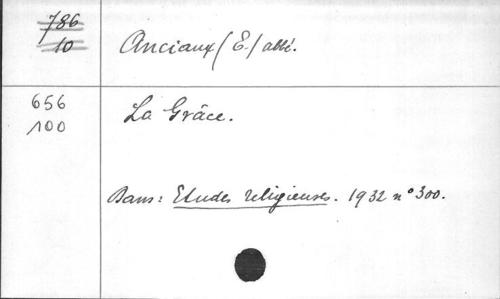 786
10
Anciaux (E.) abbé.
656
100
La Grâce.
Dans: Etudes religieuses. 1932 n° 300.